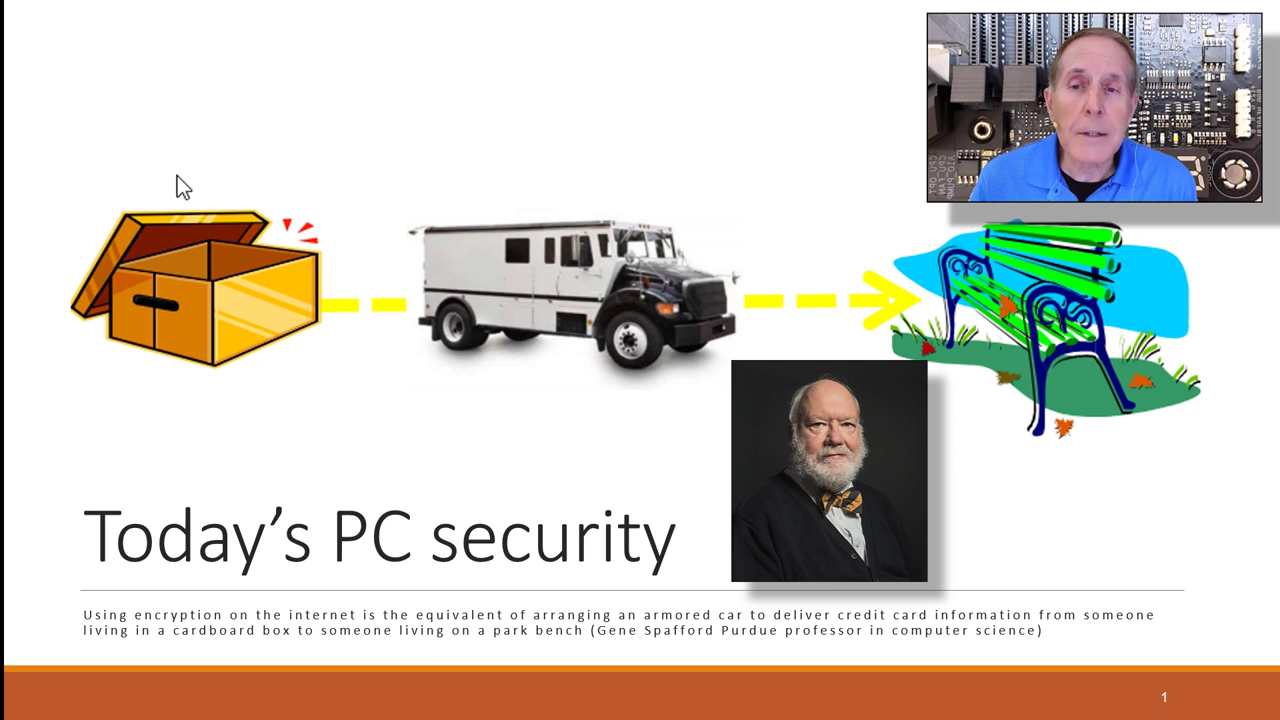 Today’s PC security
Using encryption on the internet is the equivalent of arranging an armored car to deliver credit card information from someone
living in a cardboard box to someone living on a park bench (Gene Spafford Purdue professor in computer science)
1